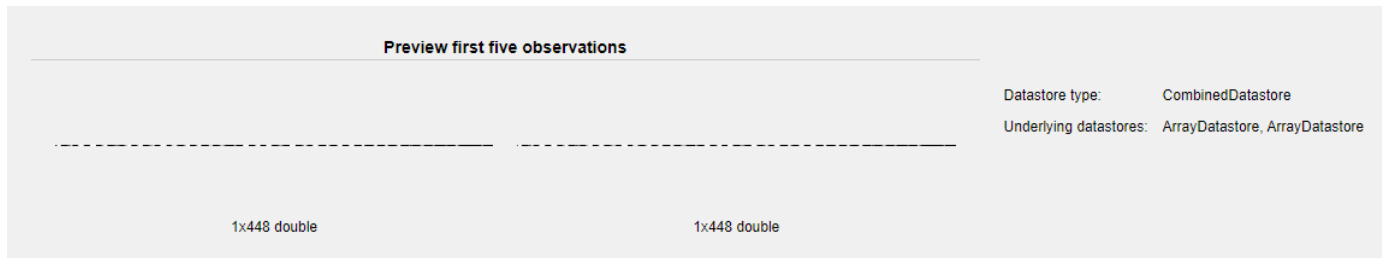 Preview first five observations
Datastore type: CombinedDatastore
Underlying datastores: ArrayDatastore, ArrayDatastore
1x448 double 1x448 double